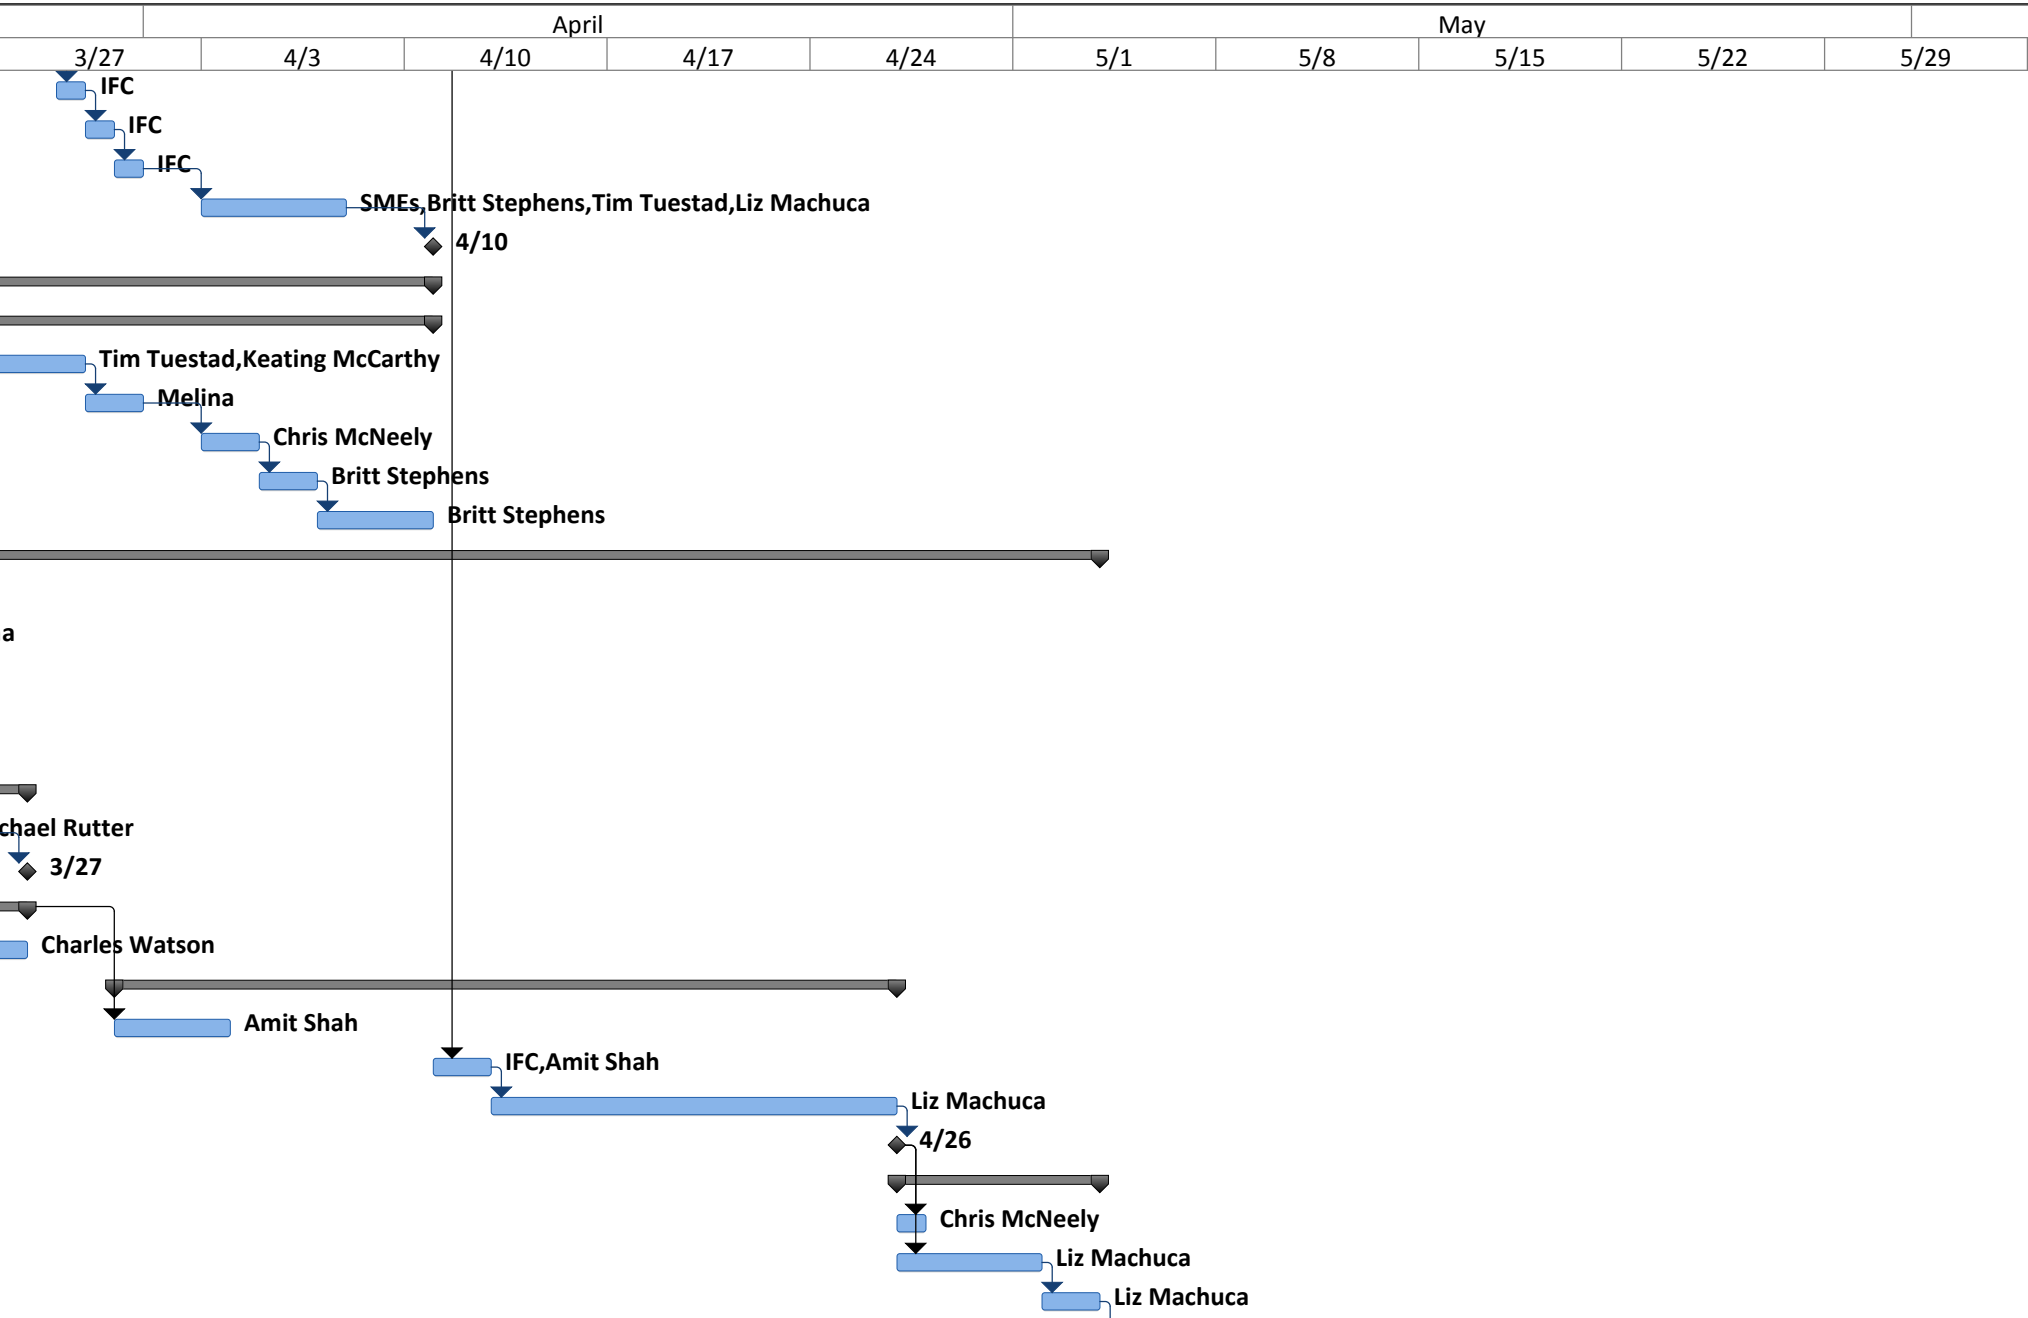 April May
3/27 4/3 4/10 4/17 4/24 5/1 5/8 5/15 5/22 5/29
IFC
IFC
IFC
SMEs,Britt Stephens,Tim Tuestad,Liz Machuca
4/10
Tim Tuestad,Keating McCarthy
Melina
Chris McNeely
Britt Stephens
Britt Stephens
a
chael Rutter
3/27
Charles Watson
Amit Shah
IFC,Amit Shah
Liz Machuca
4/26
Chris McNeely
Liz Machuca
Liz Machuca